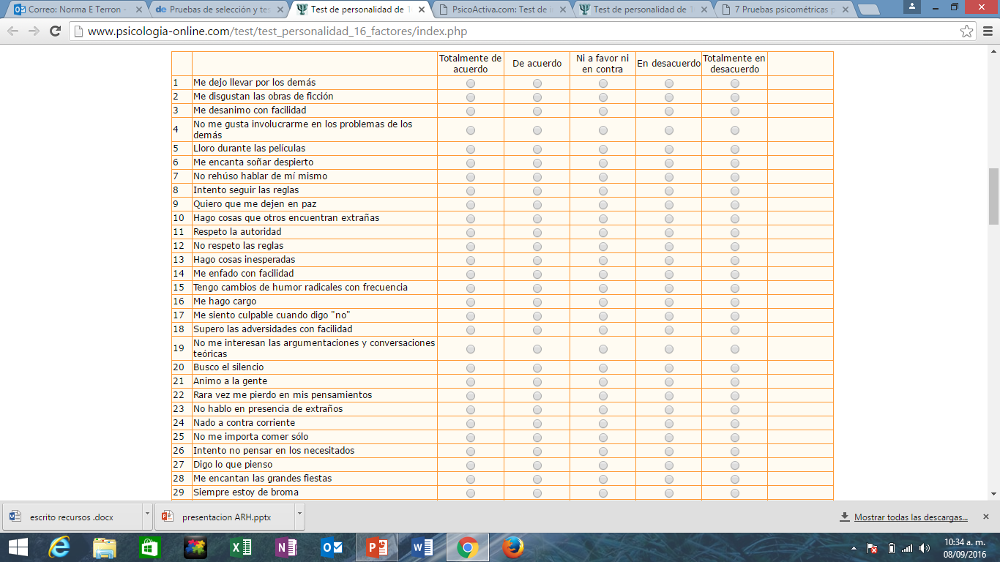 Correo: Norma E Terron -
Pruebas de selección y tes
Test de personalidad de 1
PsicoActiva.com: Test de i
Test de personalidad de 1
7 Pruebas psicométricas p
www.psicologia-online.com/test/test_personalidad_16_factores/index.php
Totalmente de
acuerdo
De acuerdo
Ni a favor ni
en contra
En desacuerdo
Totalmente en
desacuerdo
1 Me dejo llevar por los demás
2 Me disgustan las obras de ficción
3 Me desanimo con facilidad
4 No me gusta involucrarme en los problemas de los
demás
5 Lloro durante las películas
6 Me encanta soñar despierto
7 No rehúso hablar de mí mismo
8 Intento seguir las reglas
9 Quiero que me dejen en paz
10 Hago cosas que otros encuentran extrañas
11 Respeto la autoridad
12 No respeto las reglas
13 Hago cosas inesperadas
14 Me enfado con facilidad
15 Tengo cambios de humor radicales con frecuencia
16 Me hago cargo
17 Me siento culpable cuando digo "no"
18 Supero las adversidades con facilidad
19 No me interesan las argumentaciones y conversaciones
teóricas
20 Busco el silencio
21 Animo a la gente
22 Rara vez me pierdo en mis pensamientos
23 No hablo en presencia de extraños
24 Nado a contra corriente
25 No me importa comer sólo
26 Intento no pensar en los necesitados
27 Digo lo que pienso
28 Me encantan las grandes fiestas
29 Siempre estoy de broma
escrito recursos .docx
presentacion ARH.pptx
Mostrar todas las descargas...
10:34 a. m.
08/09/2016